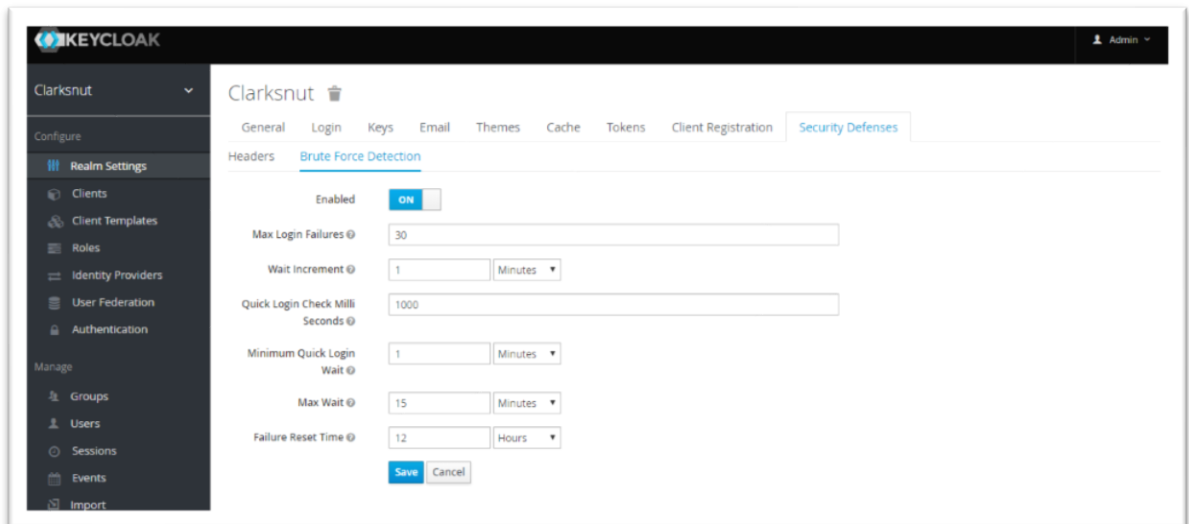 KEYCLOAK
Admin
Clarksnut
Configure
Realm Settings
Clients
Client Templates
Roles
Identity Providers
User Federation
Authentication
Manage
Groups
Users
Sessions
Events
Import
Clarksnut
General Login Keys Email Themes Cache Tokens Client Registration Security Defenses
Headers Brute Force Detection
Enabled ON
Max Login Failures 30
Wait Increment 1 Minutes
Quick Login Check Milli
Seconds 1000
Minimum Quick Login
Wait 1 Minutes
Max Wait 15 Minutes
Failure Reset Time 12 Hours
Save Cancel